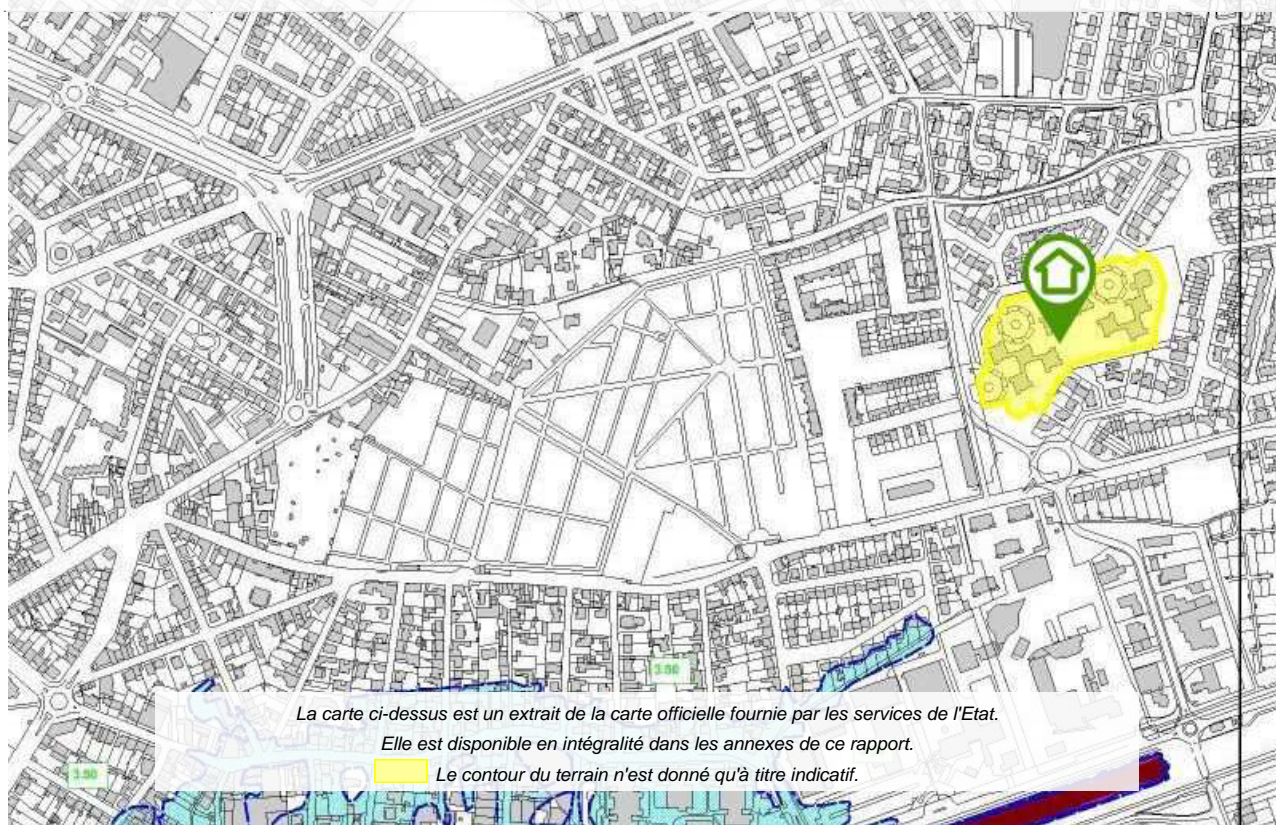 3.50
La carte ci-dessus est un extrait de la carte officielle fournie par les services de l'Etat.
Elle est disponible en intégralité dans les annexes de ce rapport.
3.50
Le contour du terrain n'est donné qu'à titre indicatif.